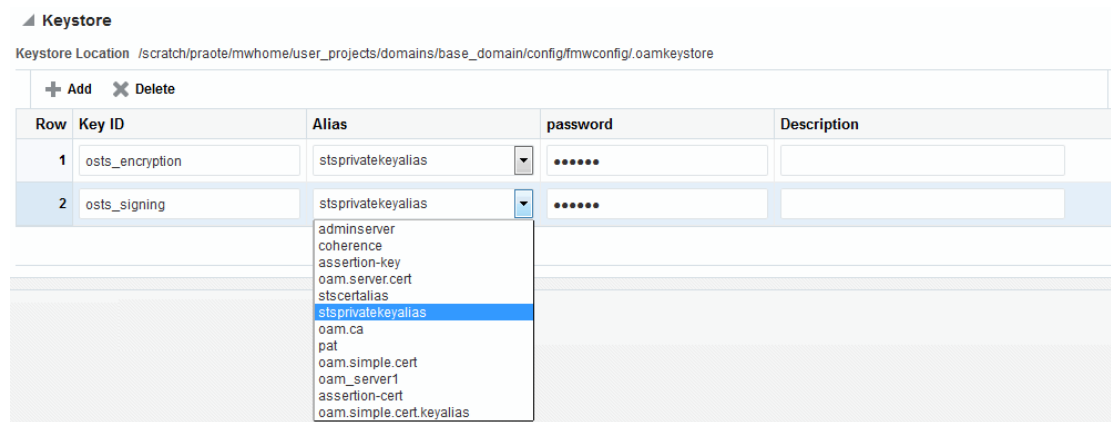 Keystore
Keystore Location /scratch/praote/mwhome/user_projects/domains/base_domain/config/fmwconfig/.oamkeystore
Add Delete
Row Key ID Alias password Description
1 osts_encryption stsprivatekeyalias ••••••
2 osts_signing stsprivatekeyalias ••••••
adminserver
coherence
assertion-key
oam.server.cert
stscertalias
stsprivatekeyalias
oam.ca
pat
oam.simple.cert
oam_server1
assertion-cert
oam.simple.cert.keyalias